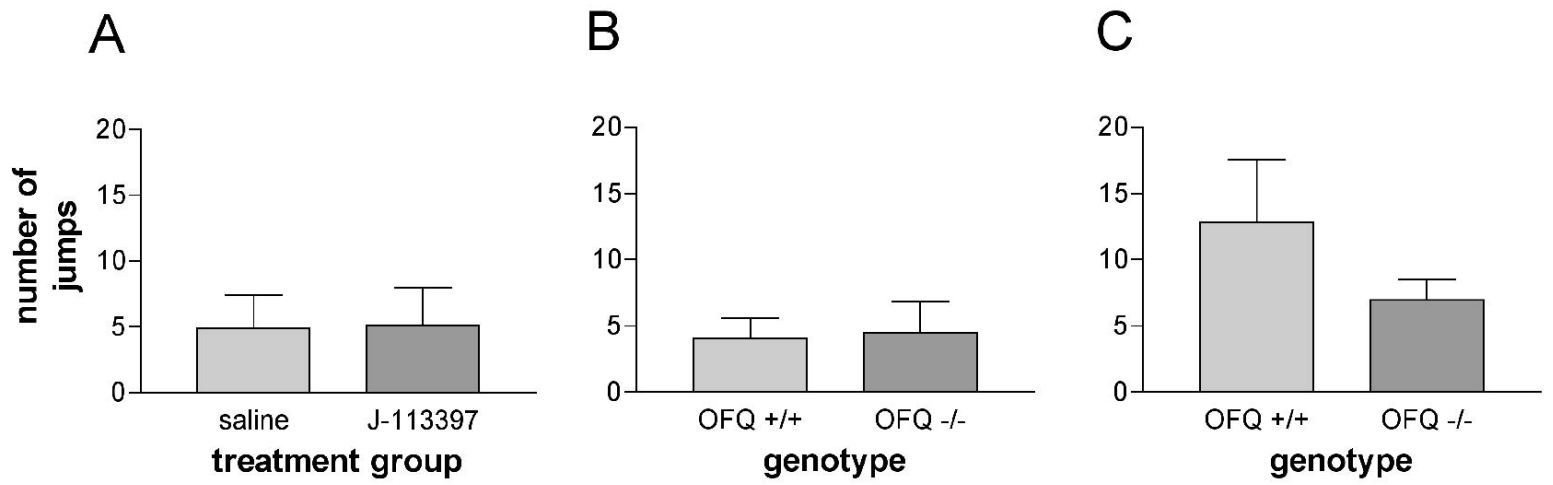 A
B
C
number of
jumps
20
15
10
5
0
saline
J-113397
treatment group
20
15
10
5
0
OFQ +/+
OFQ -/-
genotype
20
15
10
5
0
OFQ +/+
OFQ -/-
genotype